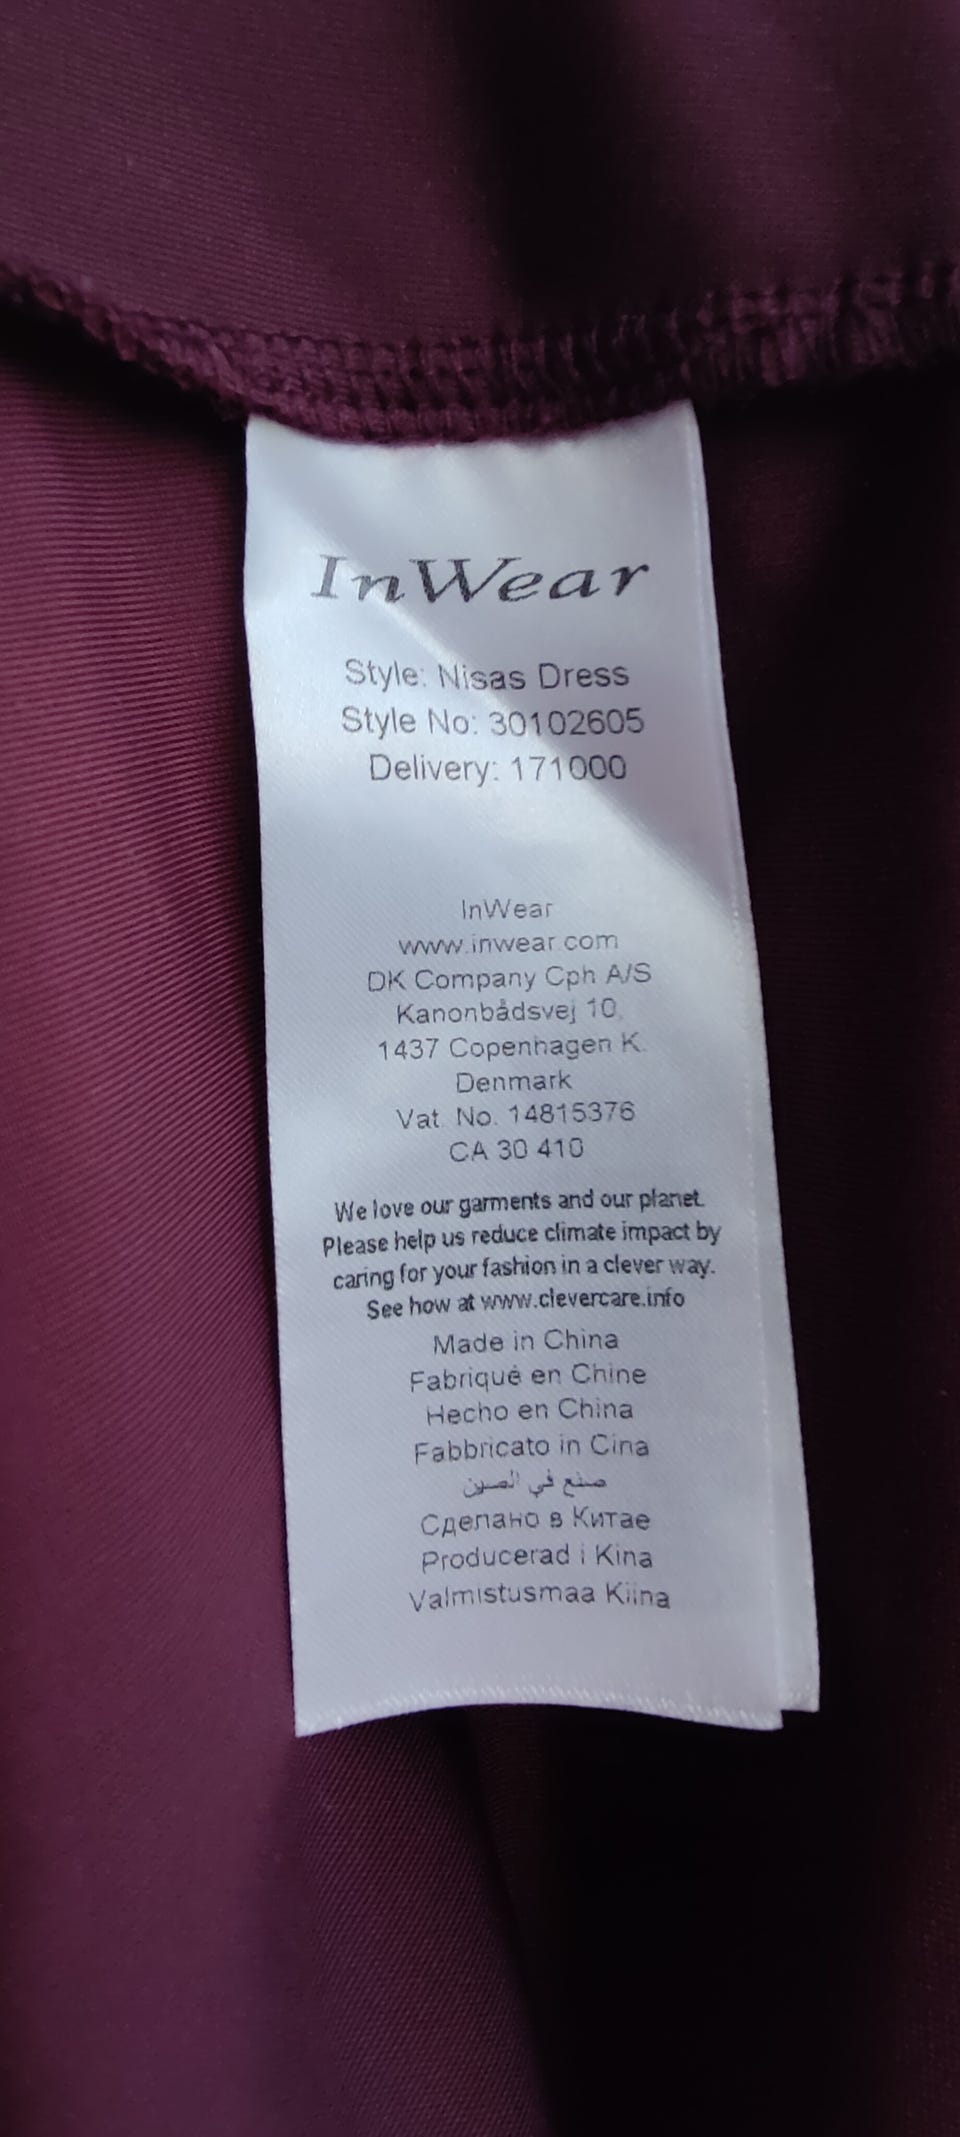 InWear
Style: Nisas Dress
Style No: 30102605
Delivery: 171000
InWear
www.inwear.com
DK Company Cph A/S
Kanonbådsvej 10,
1437 Copenhagen K.
Denmark
Vat. No. 14815376
CA 30 410
We love our garments and our planet.
Please help us reduce climate impact by
caring for your fashion in a clever way.
See how at www.clevercare.info
Made in China
Fabriqué en Chine
Hecho en China
Fabbricato in Cina
صنع في الصين
Сделано в Китае
Producerad i Kina
Valmistusmaa Kiina